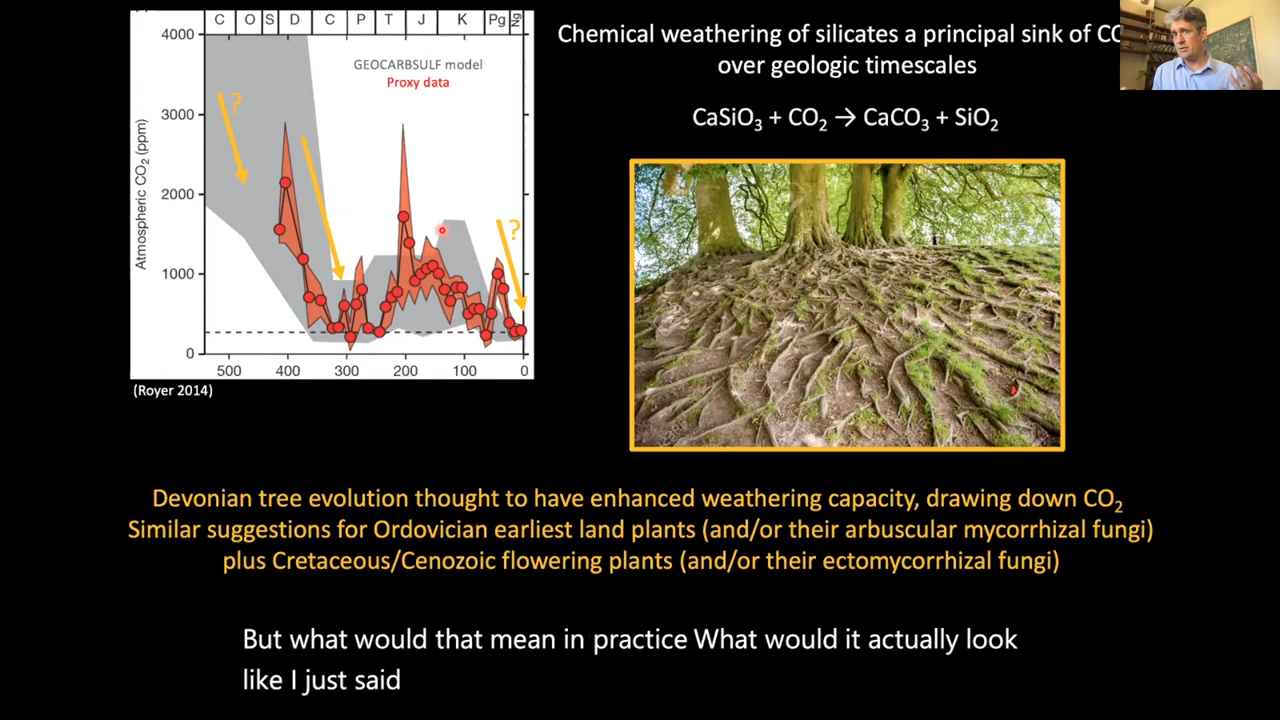 C O S D C P T J K Pg Ng
4000
3000
2000
1000
0
Atmospheric CO₂ (ppm)
GEOCARBSULF model
Proxy data
?
?
500 400 300 200 100 0
(Royer 2014)
Chemical weathering of silicates a principal sink of CO
over geologic timescales
CaSiO₃ + CO₂ → CaCO₃ + SiO₂
Devonian tree evolution thought to have enhanced weathering capacity, drawing down CO₂
Similar suggestions for Ordovician earliest land plants (and/or their arbuscular mycorrhizal fungi)
plus Cretaceous/Cenozoic flowering plants (and/or their ectomycorrhizal fungi)
But what would that mean in practice What would it actually look
like I just said